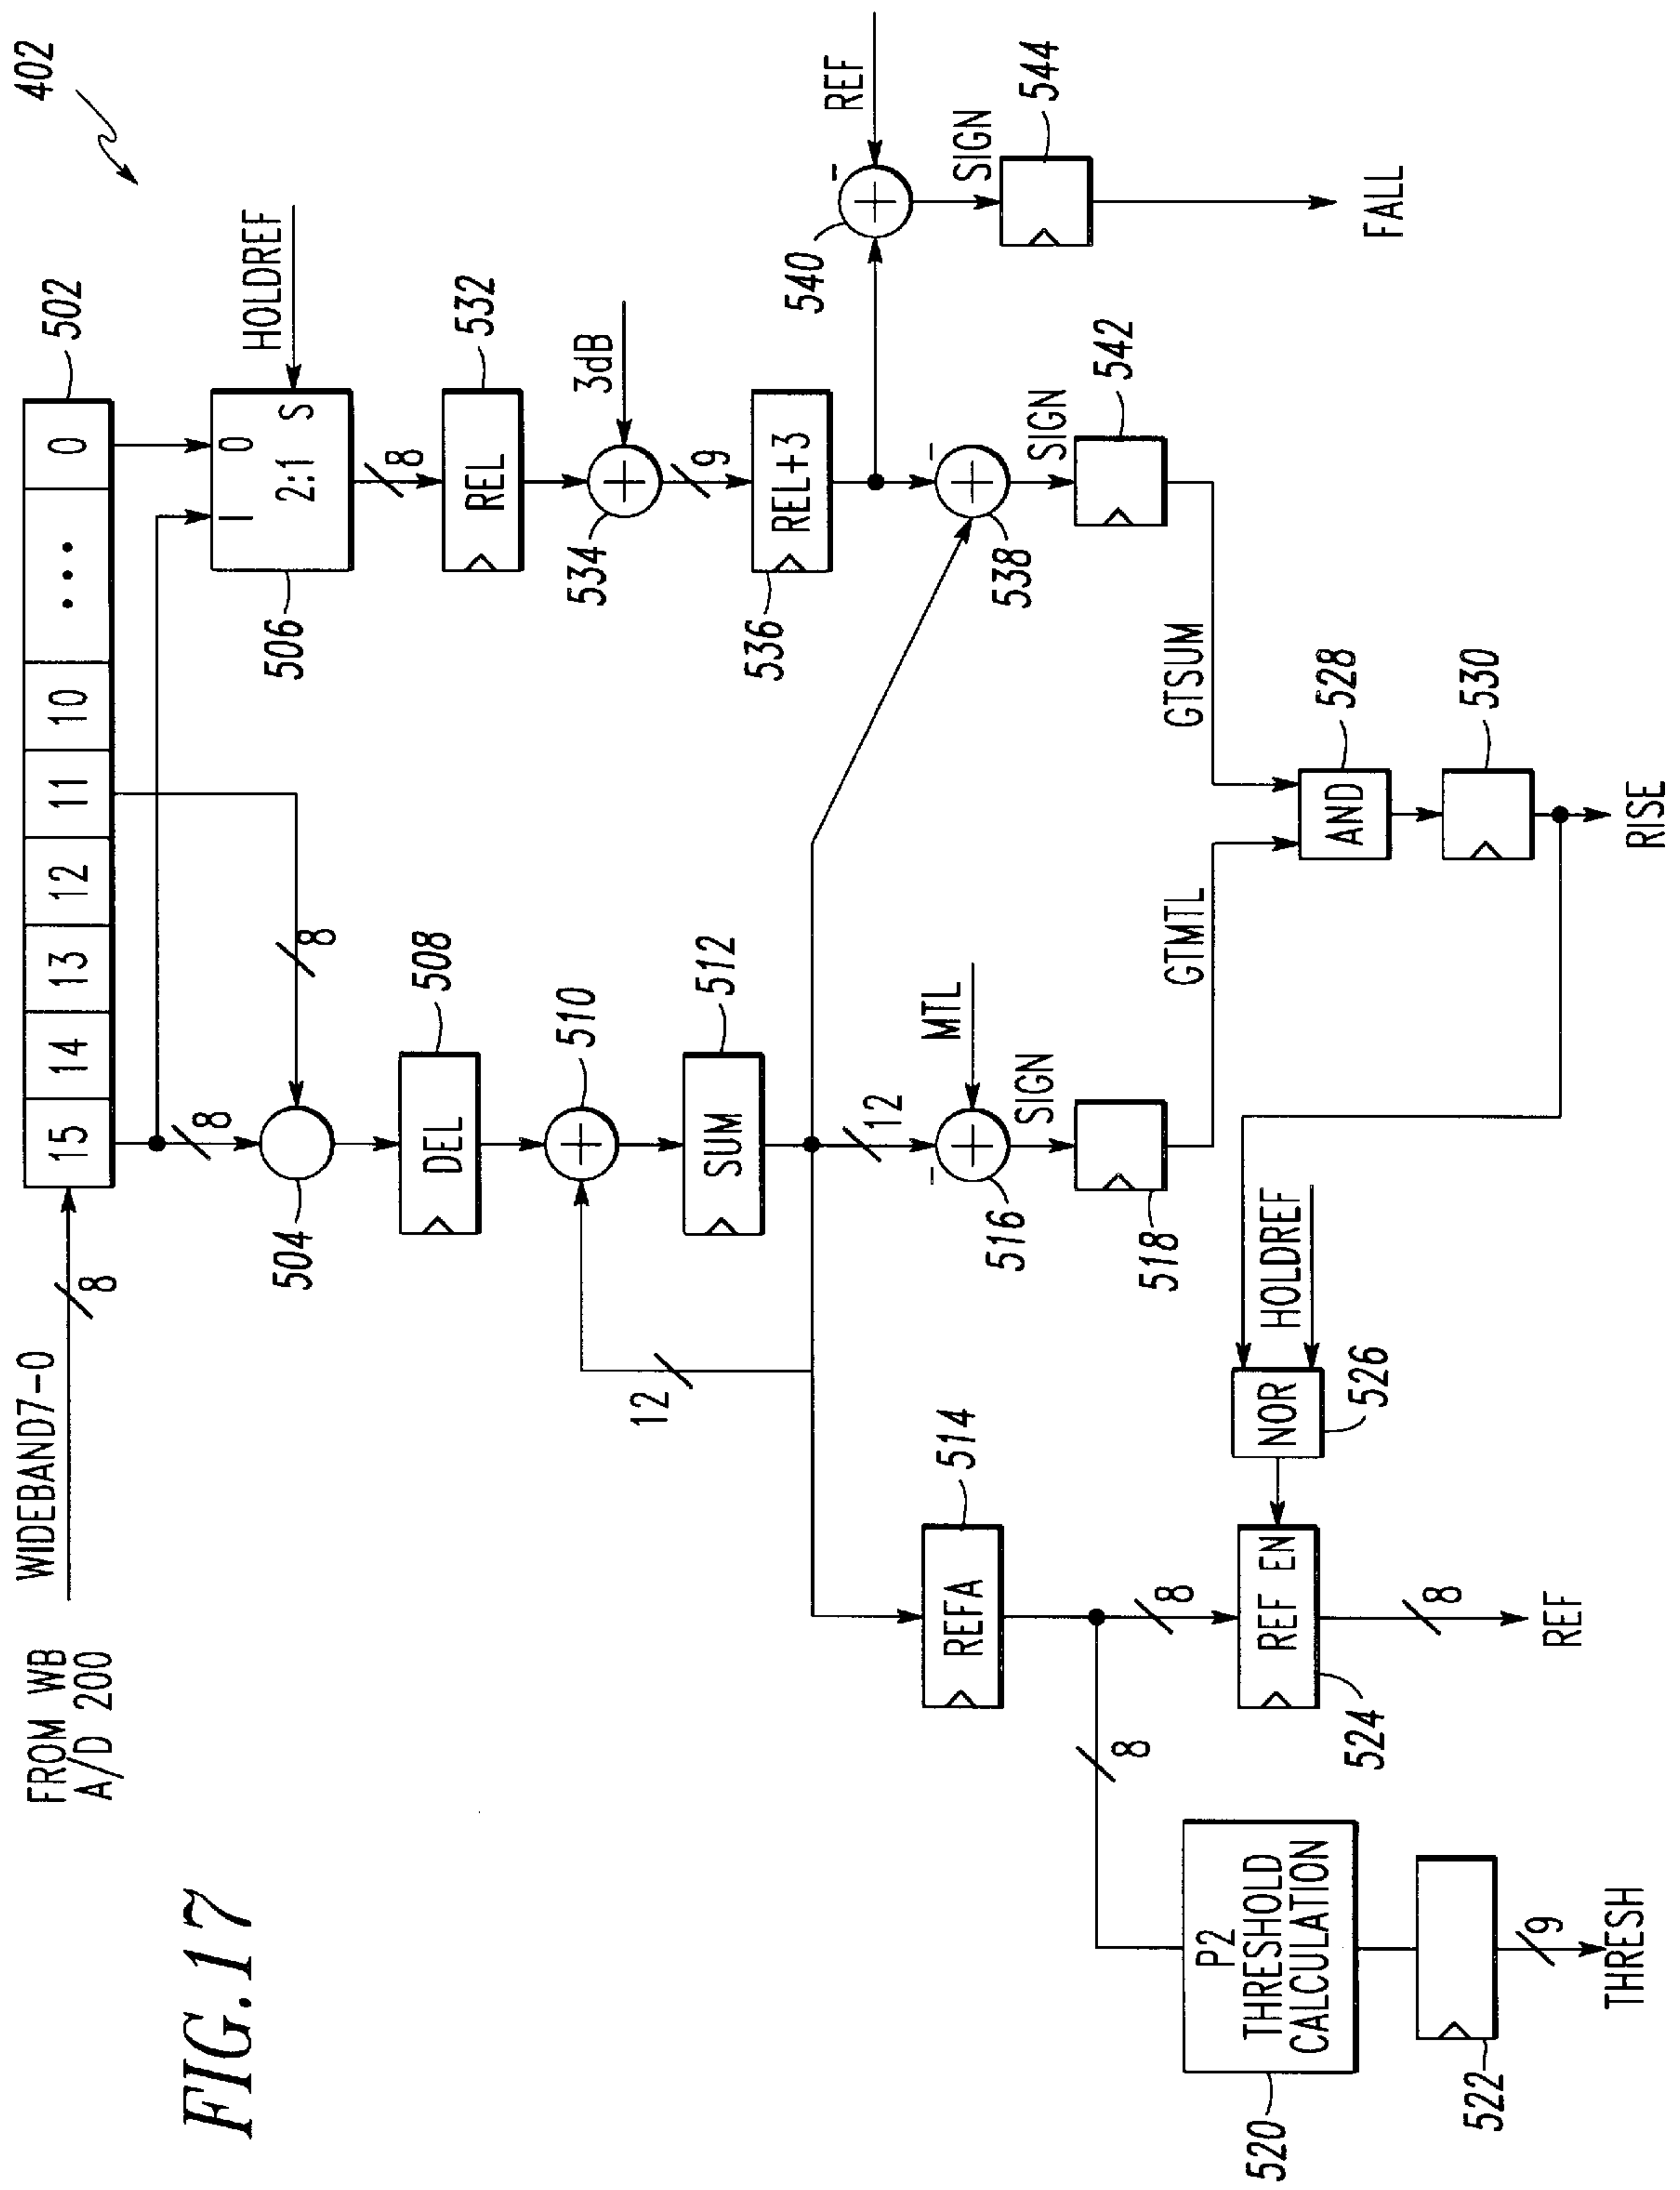 402
502
15
14
13
12
11
10
...
0
WIDEBAND7-0
8
FROM WB
A/D 200
HOLDREF
1
0
2:1
S
506
8
8
8
504
REL
532
DEL
508
3dB
534
9
REF
540
-
SIGN
544
FALL
510
12
SUM
512
REL+3
536
12
MTL
-
516
SIGN
518
-
538
SIGN
542
GTSUM
GTMTL
AND
528
530
RISE
REFA
514
8
8
HOLDREF
NOR
526
REF EN
524
8
REF
P2
THRESHOLD
CALCULATION
520
522
9
THRESH
FIG.17